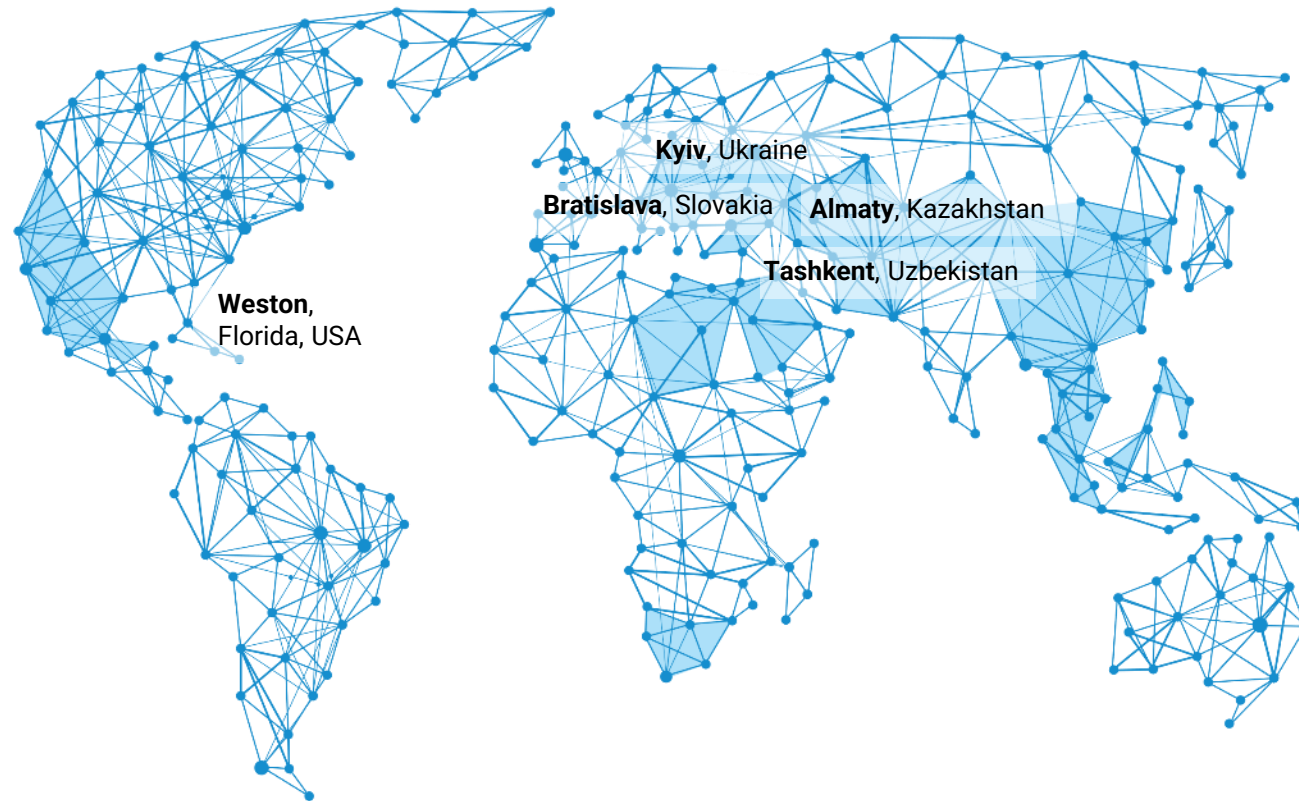 Kyiv, Ukraine
Bratislava, Slovakia
Almaty, Kazakhstan
Tashkent, Uzbekistan
Weston,
Florida, USA